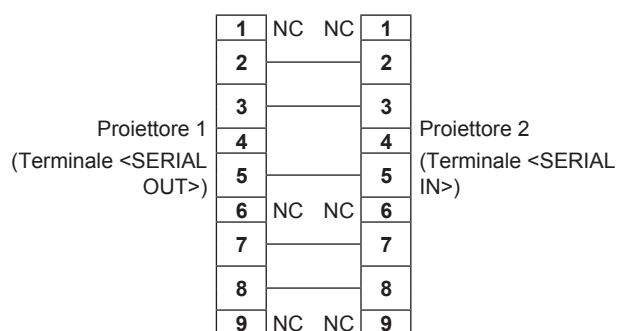 1 NC NC 1
2 2
3 3
Proiettore 1
(Terminale <SERIAL
OUT>)
4 4
Proiettore 2
(Terminale <SERIAL
IN>)
5 5
6 NC NC 6
7 7
8 8
9 NC NC 9